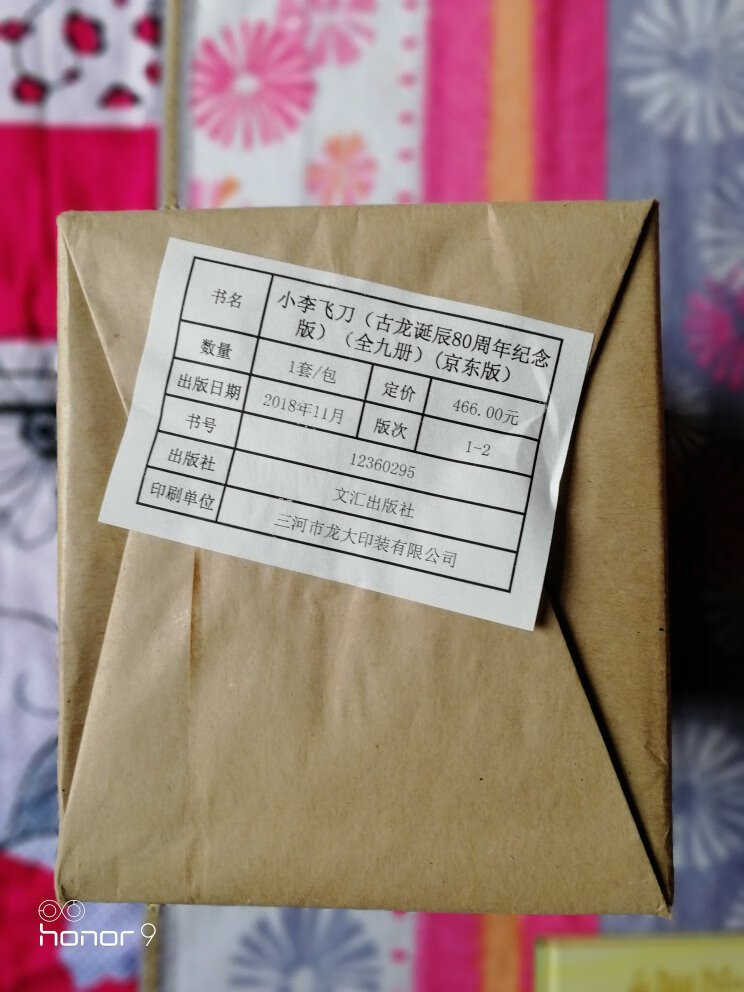 书名 小李飞刀（古龙诞辰80周年纪念
版）（全九册）（京东版）
数量 1套/包 定价 466.00元
出版日期 2018年11月 版次 1-2
书号 12360295
出版社 文汇出版社
印刷单位 三河市龙大印装有限公司
honor 9